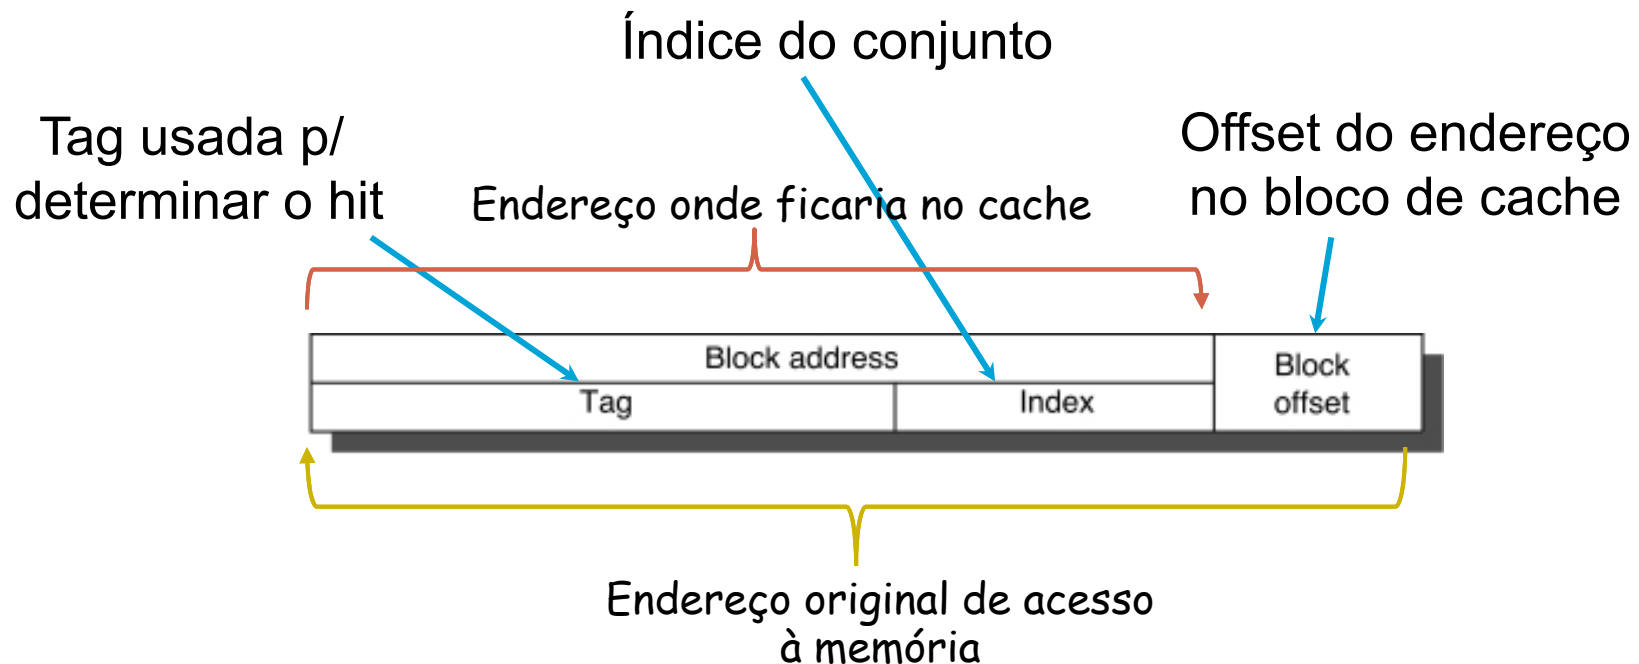 Índice do conjunto
Tag usada p/
determinar o hit
Offset do endereço
no bloco de cache
Endereço onde ficaria no cache
Block address
Block
offset
Tag
Index
Endereço original de acesso
à memória